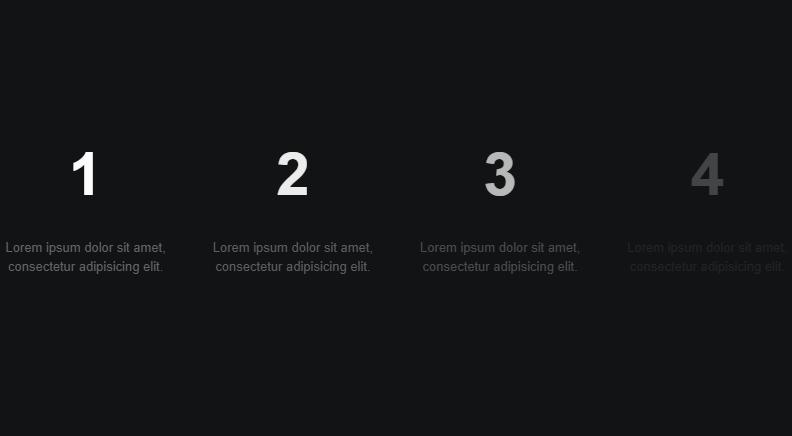 1
2
3
4
Lorem ipsum dolor sit amet,
consectetur adipisicing elit.
Lorem ipsum dolor sit amet,
consectetur adipisicing elit.
Lorem ipsum dolor sit amet,
consectetur adipisicing elit.
Lorem ipsum dolor sit amet,
consectetur adipisicing elit.